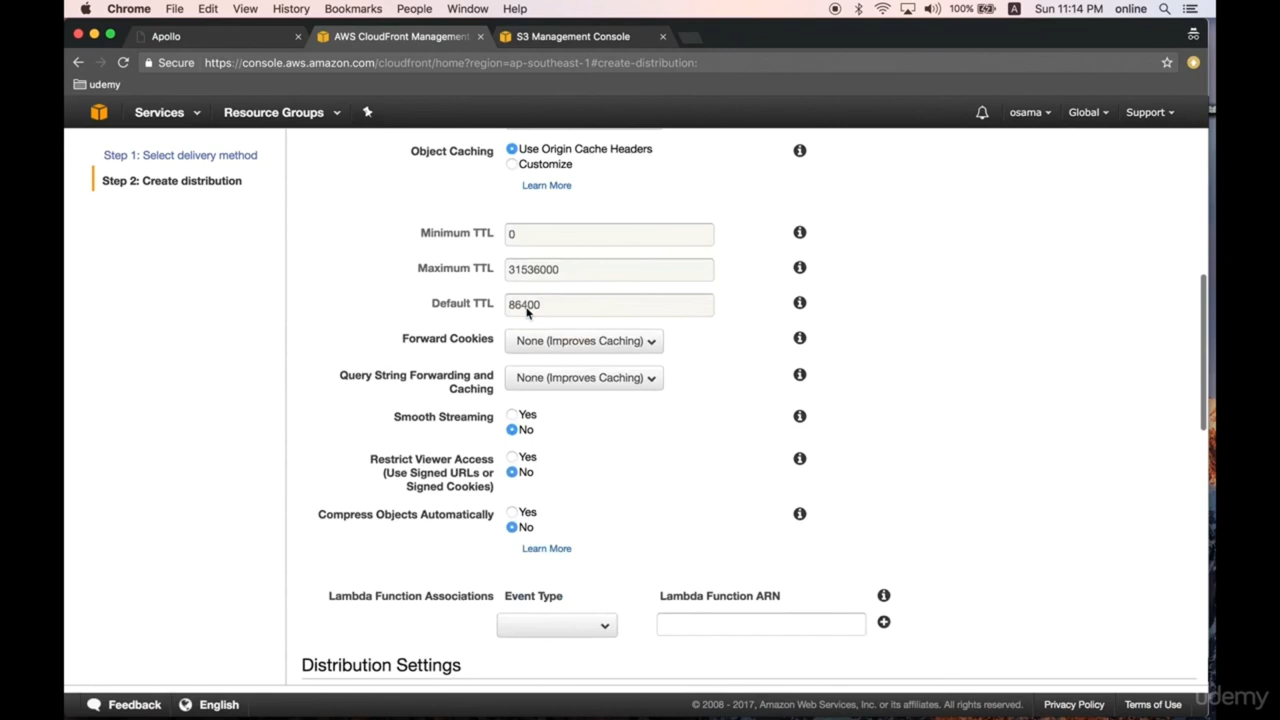 Chrome File Edit View History Bookmarks People Window Help 100% A Sun 11:14 PM online
Apollo AWS CloudFront Management S3 Management Console
Secure https://console.aws.amazon.com/cloudfront/home?region=ap-southeast-1#create-distribution:
udemy
Services Resource Groups osama Global Support
Step 1: Select delivery method
Step 2: Create distribution
Object Caching Use Origin Cache Headers
Customize
Learn More
Minimum TTL 0
Maximum TTL 31536000
Default TTL 86400
Forward Cookies None (Improves Caching)
Query String Forwarding and
Caching None (Improves Caching)
Smooth Streaming Yes
No
Restrict Viewer Access
(Use Signed URLs or
Signed Cookies) Yes
No
Compress Objects Automatically Yes
No
Learn More
Lambda Function Associations Event Type Lambda Function ARN
Distribution Settings
Feedback English © 2008 - 2017, Amazon Web Services, Inc. or its affiliates. All rights reserved. Privacy Policy Terms of Use
udemy